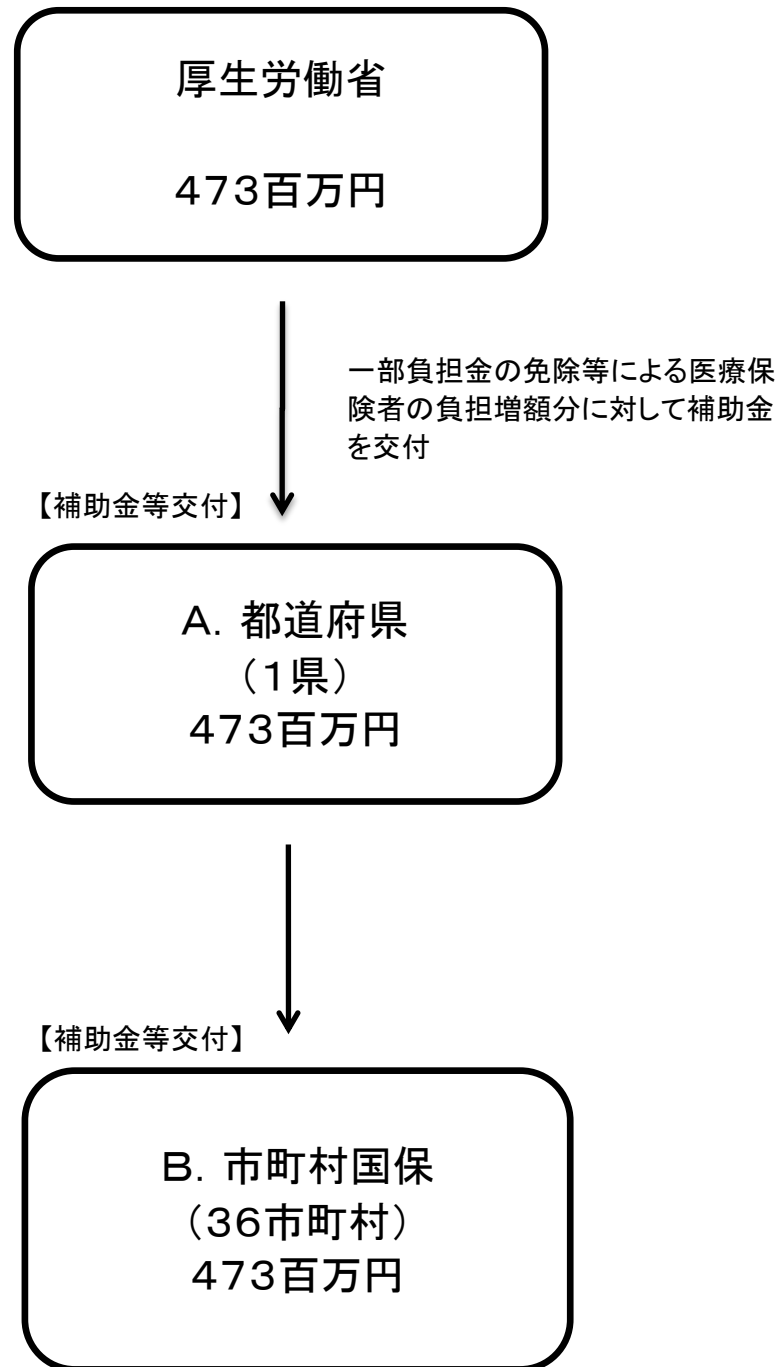 厚生労働省
473百万円
一部負担金の免除等による医療保
険者の負担増額分に対して補助金
を交付
【補助金等交付】
A. 都道府県
（1県）
473百万円
【補助金等交付】
B. 市町村国保
（36市町村）
473百万円